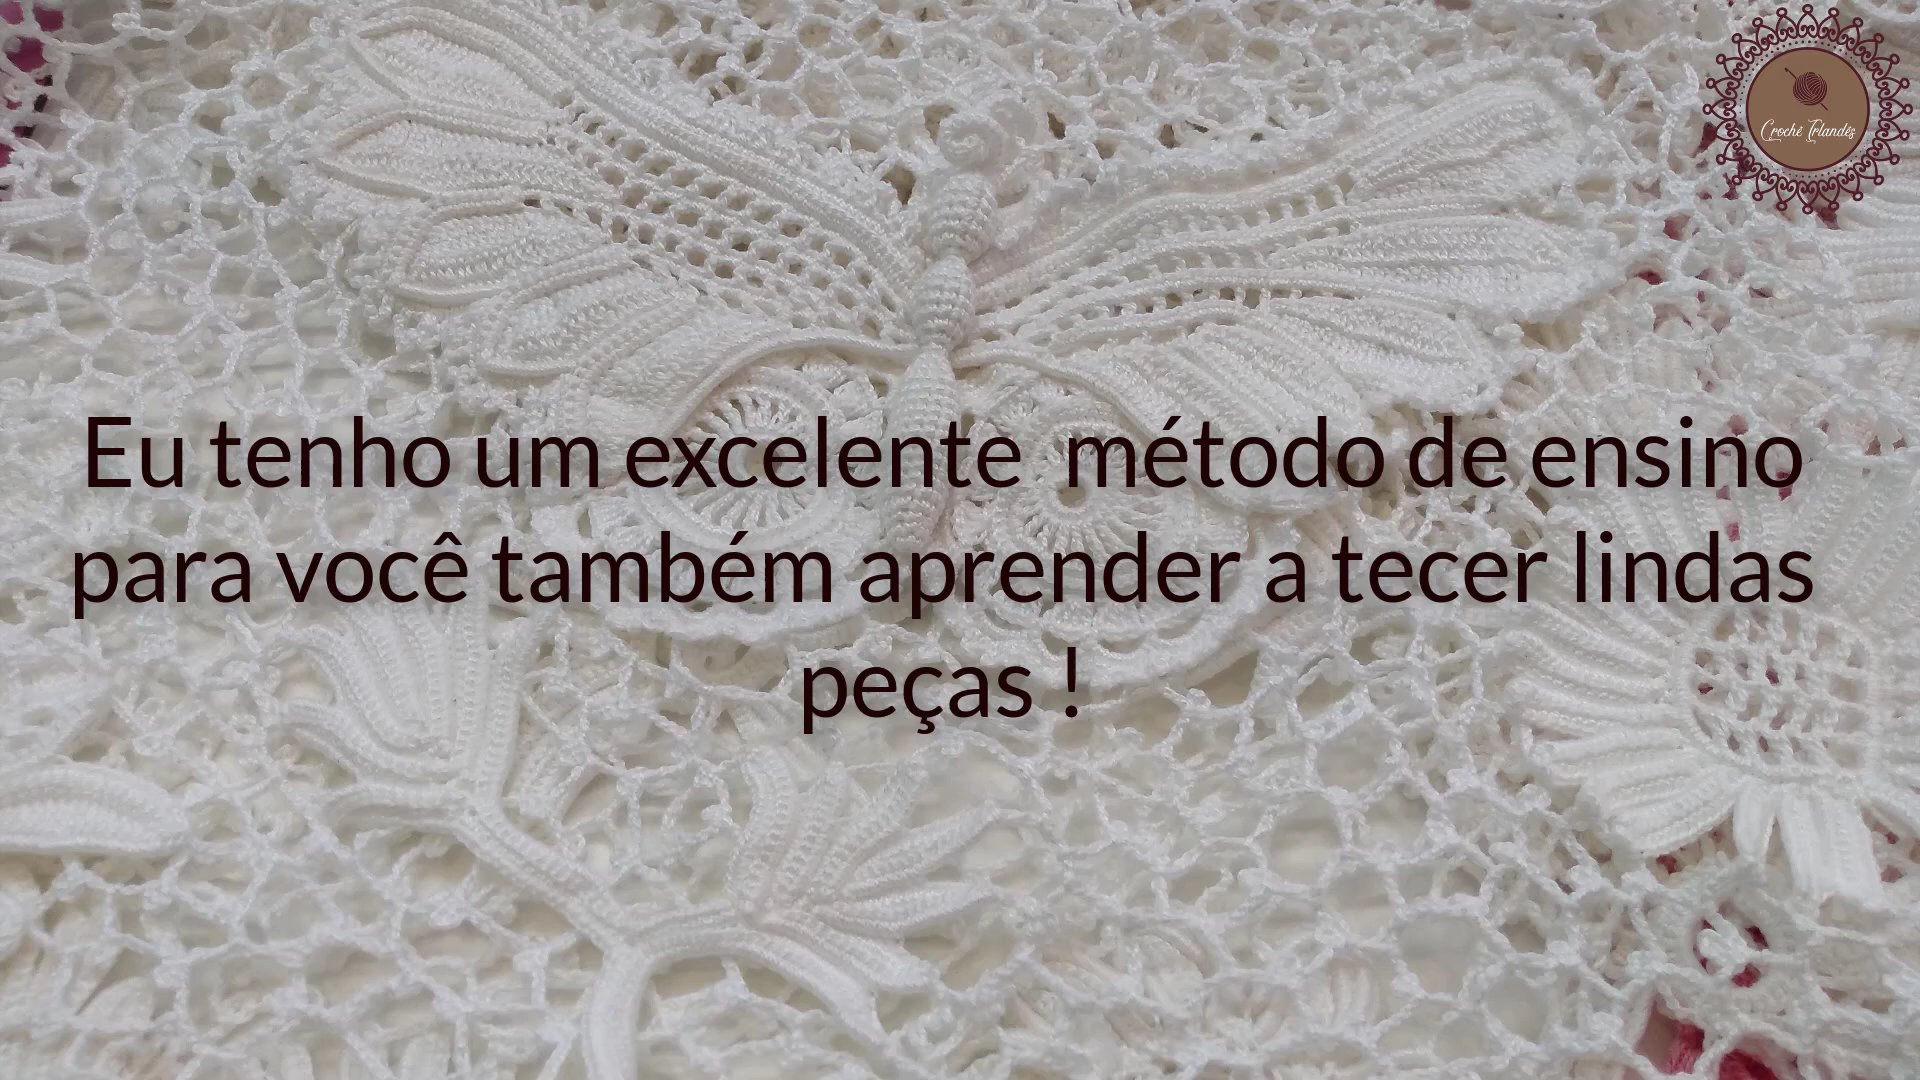 Crochê Irlandês
Eu tenho um excelente  método de ensino
para você também aprender a tecer lindas
peças !